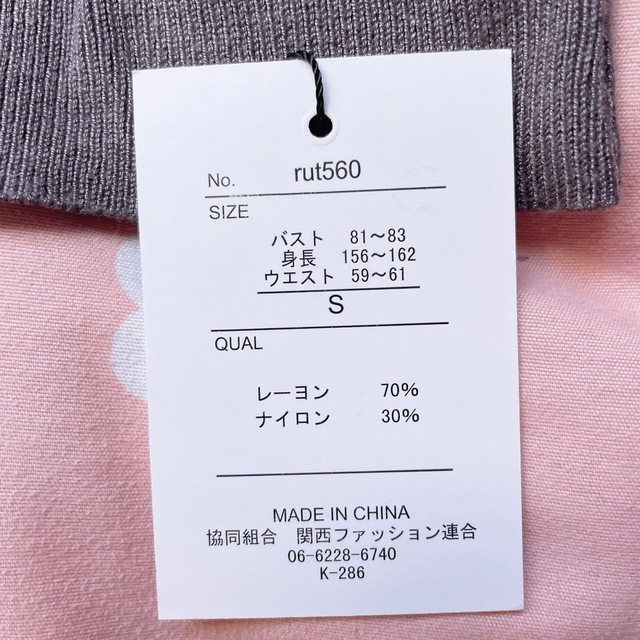 No. rut560
SIZE
バスト 81～83
身長 156～162
ウエスト 59～61
S
QUAL
レーヨン 70%
ナイロン 30%
MADE IN CHINA
協同組合 関西ファッション連合
06-6228-6740
K-286